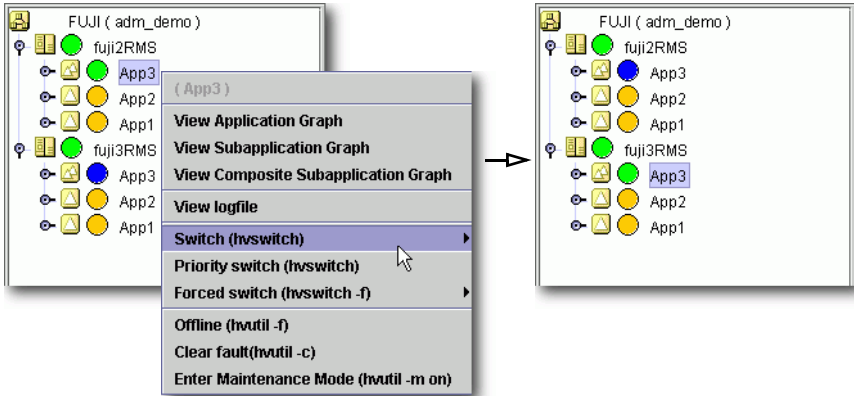 FUJI ( adm_demo )
fuji2RMS
App3
App2
App1
fuji3RMS
App3
App2
App1
( App3 )
View Application Graph
View Subapplication Graph
View Composite Subapplication Graph
View logfile
Switch (hvswitch)
Priority switch (hvswitch)
Forced switch (hvswitch -f)
Offline (hvutil -f)
Clear fault(hvutil -c)
Enter Maintenance Mode (hvutil -m on)
FUJI ( adm_demo )
fuji2RMS
App3
App2
App1
fuji3RMS
App3
App2
App1